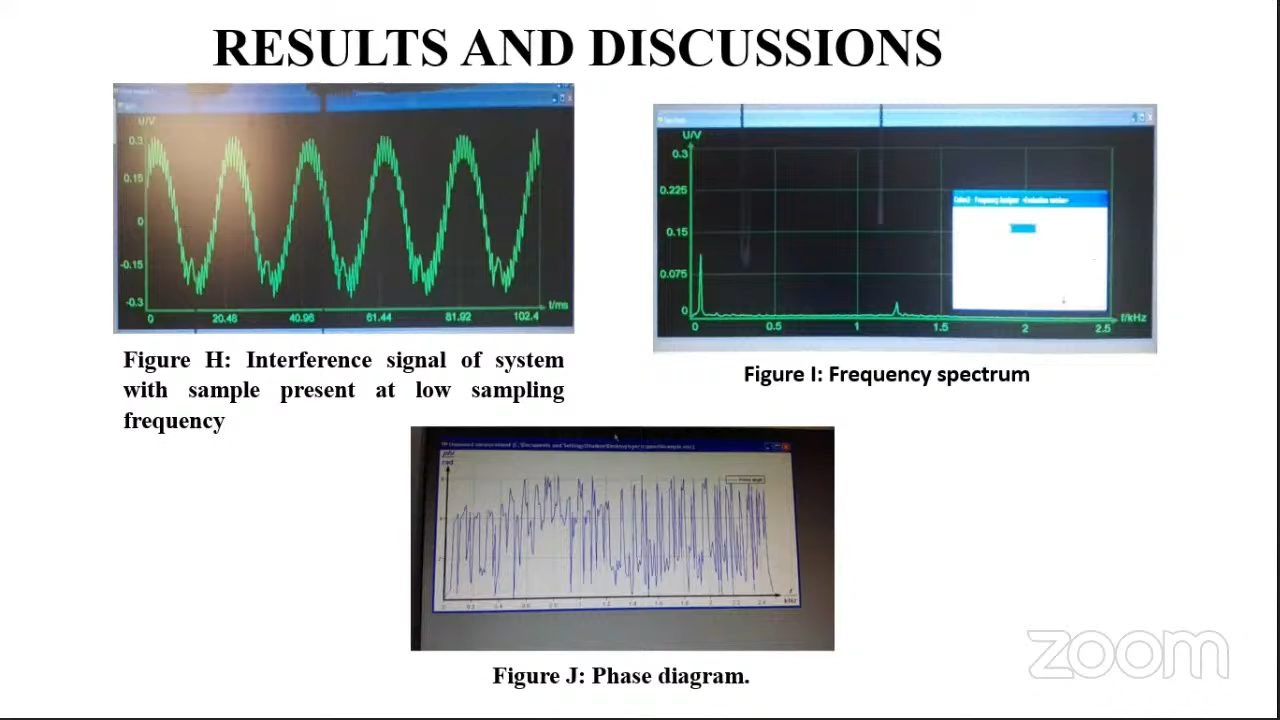 RESULTS AND DISCUSSIONS
U/V
0.3
0.15
0
-0.15
-0.3
0 20.48 40.96 61.44 81.92 102.4
t/ms
Figure H: Interference signal of system
with sample present at low sampling
frequency
U/V
0.3
0.225
0.15
0.075
0
0 0.5 1 1.5 2 2.5
f/kHz
Figure I: Frequency spectrum
rad
kHz
Figure J: Phase diagram.
zoom